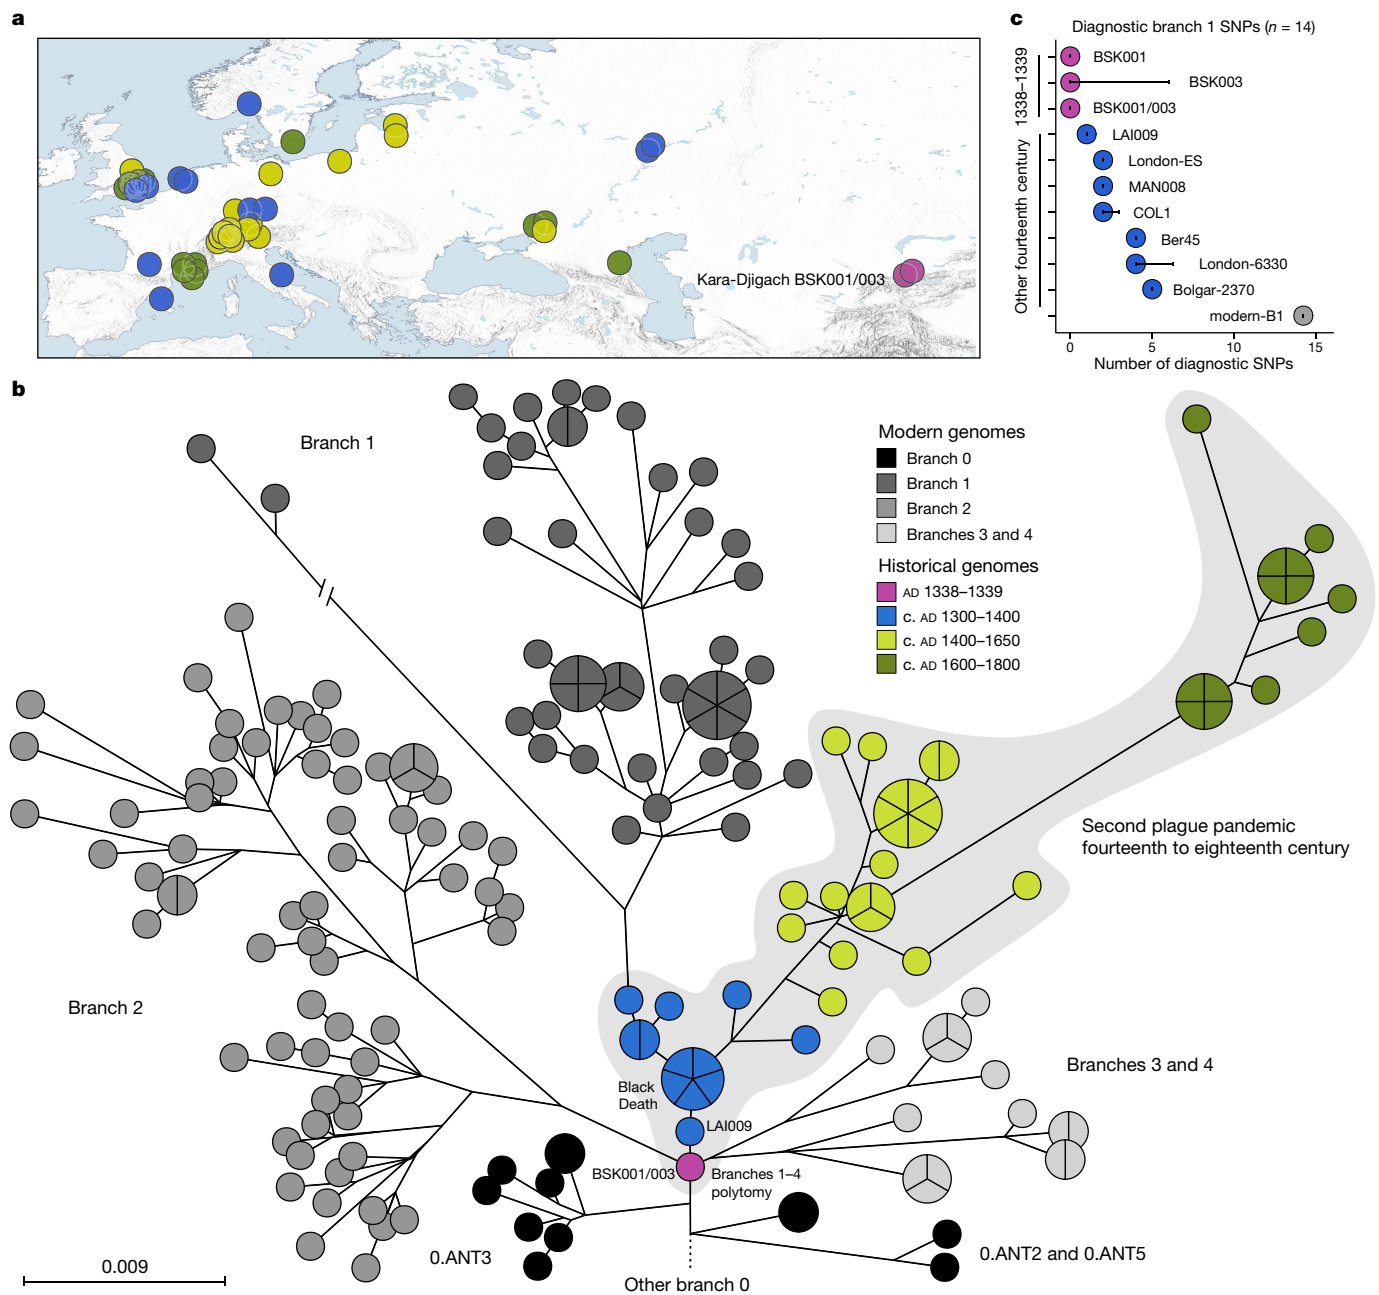 a
Kara-Djigach BSK001/003
c
Diagnostic branch 1 SNPs (n = 14)
1338–1339
Other fourteenth century
BSK001
BSK003
BSK001/003
LAI009
London-ES
MAN008
COL1
Ber45
London-6330
Bolgar-2370
modern-B1
0
5
10
15
Number of diagnostic SNPs
b
Branch 1
Modern genomes
Branch 0
Branch 1
Branch 2
Branches 3 and 4
Historical genomes
AD 1338–1339
c. AD 1300–1400
c. AD 1400–1650
c. AD 1600–1800
Second plague pandemic
fourteenth to eighteenth century
Branch 2
Branches 3 and 4
Black
Death
LAI009
BSK001/003
Branches 1–4
polytomy
0.ANT3
0.ANT2 and 0.ANT5
0.009
Other branch 0